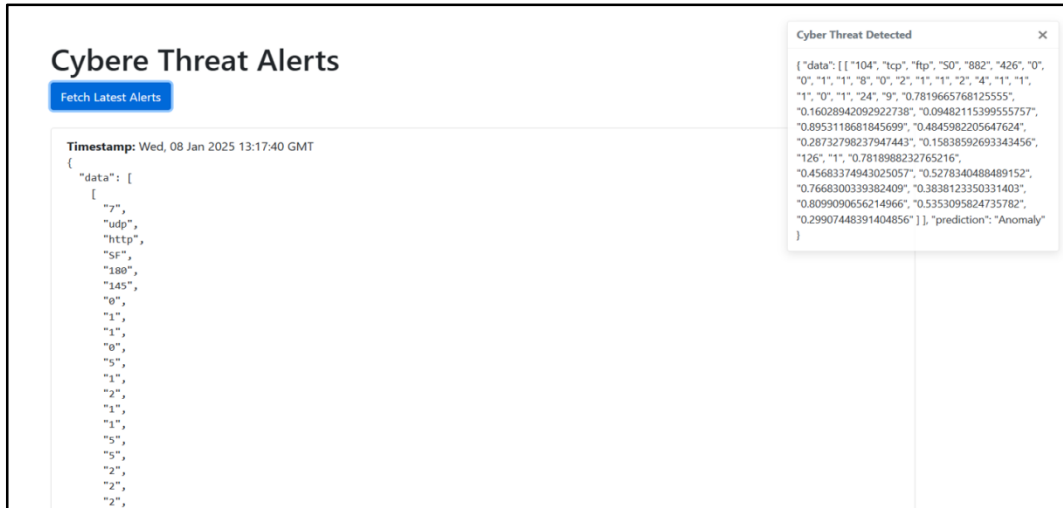 Cybere Threat Alerts
Fetch Latest Alerts
Timestamp: Wed, 08 Jan 2025 13:17:40 GMT
{
"data": [
[
"7",
"udp",
"http",
"SF",
"180",
"145",
"0",
"1",
"1",
"0",
"5",
"1",
"2",
"1",
"1",
"5",
"5",
"2",
"2",
"2",
Cyber Threat Detected ×
{ "data": [ [ "104", "tcp", "ftp", "S0", "882", "426", "0",
"0", "1", "1", "8", "0", "2", "1", "1", "2", "4", "1", "1",
"1", "0", "1", "24", "9", "0.7819665768125555",
"0.16028942092922738", "0.09482115399555757",
"0.8953118681845699", "0.4845982205647624",
"0.28732798237947443", "0.15838592693343456",
"126", "1", "0.7818988232765216",
"0.45683374943025057", "0.5278340488489152",
"0.7668300339382409", "0.3838123350331403",
"0.8099090656214966", "0.5353095824735782",
"0.29907448391404856" ] ], "prediction": "Anomaly"
}